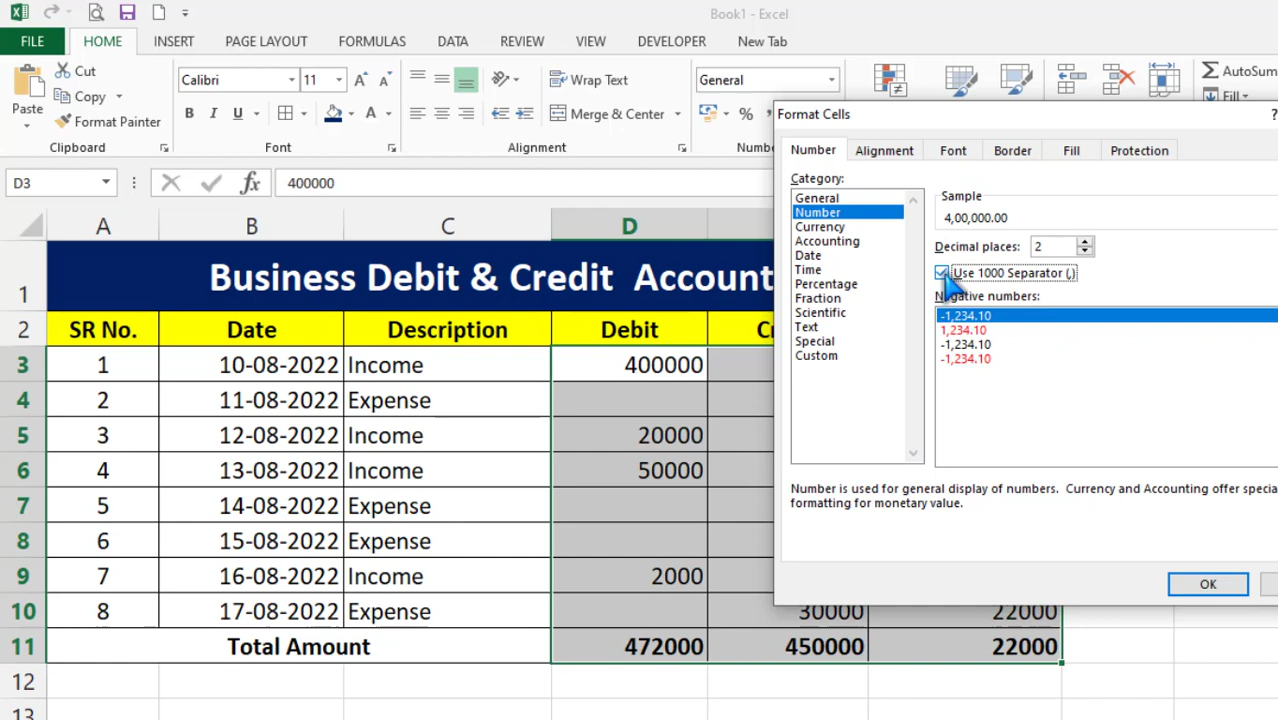 Book1 - Excel
FILE HOME INSERT PAGE LAYOUT FORMULAS DATA REVIEW VIEW DEVELOPER New Tab
Cut
Copy
Format Painter
Paste
Clipboard
Calibri 11
B I U
Font
Wrap Text
Merge & Center
Alignment
General
%
AutoSum
Fill
D3 400000
Format Cells ?
Number Alignment Font Border Fill Protection
Category:
General
Number
Currency
Accounting
Date
Time
Percentage
Fraction
Scientific
Text
Special
Custom
Sample
4,00,000.00
Decimal places: 2
Use 1000 Separator (,)
Negative numbers:
-1,234.10
1,234.10
-1,234.10
-1,234.10
Number is used for general display of numbers. Currency and Accounting offer
formatting for monetary value.
OK
A B C D
1 Business Debit & Credit Account
2 SR No. Date Description Debit
3 1 10-08-2022 Income 400000
4 2 11-08-2022 Expense
5 3 12-08-2022 Income 20000
6 4 13-08-2022 Income 50000
7 5 14-08-2022 Expense
8 6 15-08-2022 Expense
9 7 16-08-2022 Income 2000
10 8 17-08-2022 Expense 30000 22000
11 Total Amount 472000 450000 22000
12
13